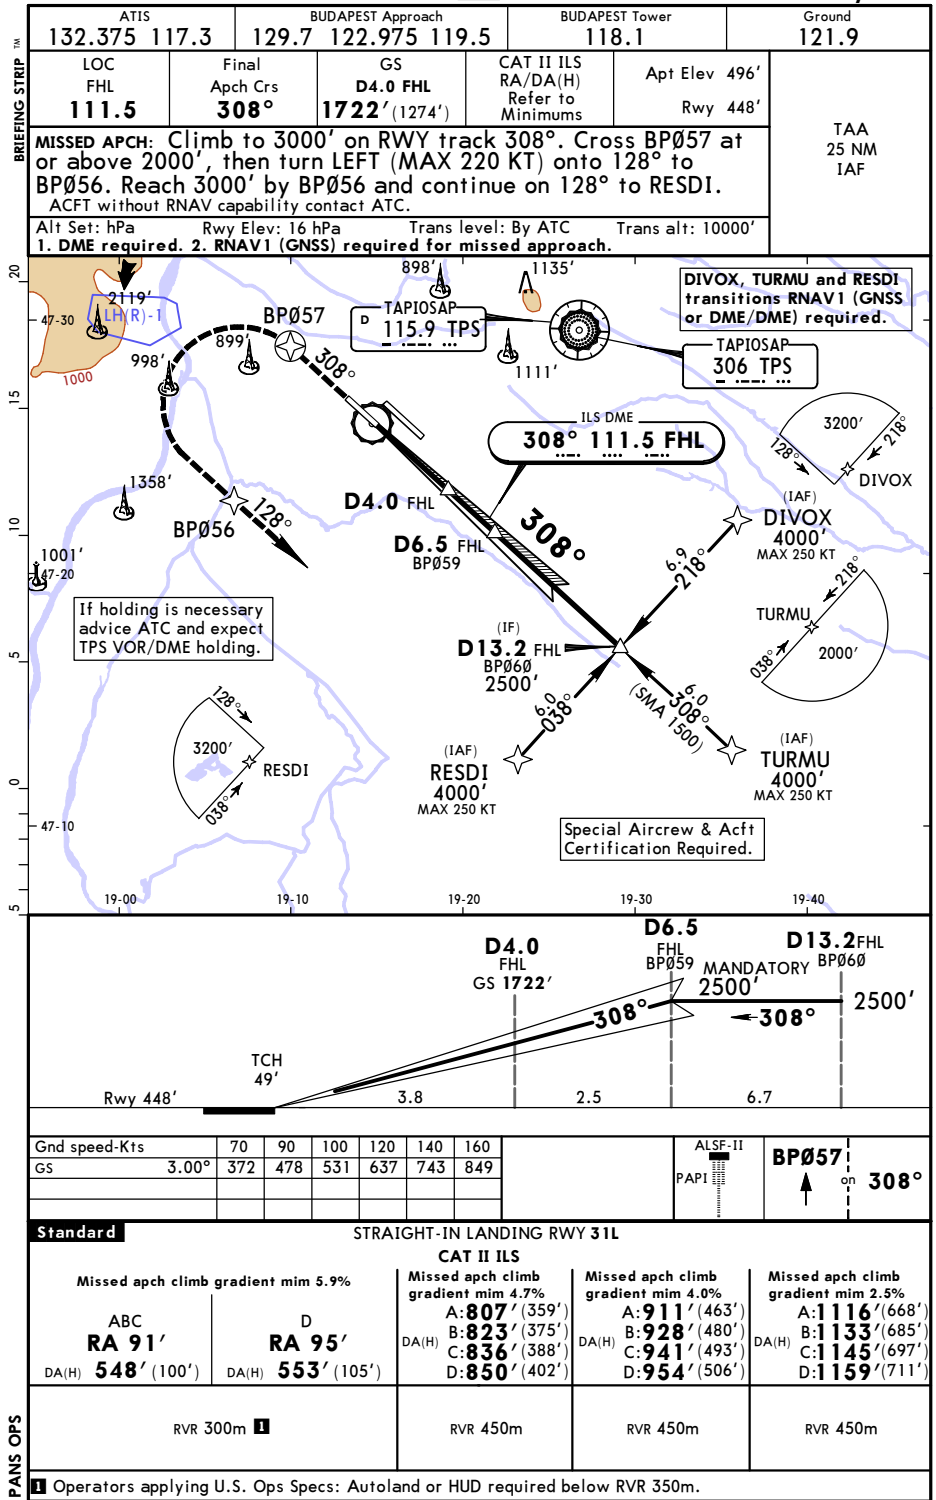 ATIS
132.375 117.3
BUDAPEST Approach
129.7 122.975 119.5
BUDAPEST Tower
118.1
Ground
121.9
BRIEFING STRIP TM
LOC
FHL
111.5
Final
Apch Crs
308°
GS
D4.0 FHL
1722' (1274')
CAT II ILS
RA/DA(H)
Refer to
Minimums
Apt Elev 496'
Rwy 448'
MISSED APCH: Climb to 3000' on RWY track 308°. Cross BPØ57 at
or above 2000', then turn LEFT (MAX 220 KT) onto 128° to
BPØ56. Reach 3000' by BPØ56 and continue on 128° to RESDI.
ACFT without RNAV capability contact ATC.
TAA
25 NM
IAF
Alt Set: hPa Rwy Elev: 16 hPa Trans level: By ATC Trans alt: 10000'
1. DME required. 2. RNAV1 (GNSS) required for missed approach.
20
15
10
5
0
5
47-30
47-20
47-10
2119'
LH(R)-1
1000
998'
899'
898'
1135'
1111'
1358'
1001'
BPØ57
308°
D TAPIOSAP
115.9 TPS
TAPIOSAP
306 TPS
DIVOX, TURMU and RESDI
transitions RNAV1 (GNSS
or DME/DME) required.
ILS DME
308° 111.5 FHL
3200'
128°
218°
DIVOX
D4.0 FHL
D6.5 FHL
BPØ59
308°
BPØ56
128°
(IAF)
DIVOX
4000'
MAX 250 KT
6.9
218°
218°
TURMU
038°
2000'
If holding is necessary
advice ATC and expect
TPS VOR/DME holding.
(IF)
D13.2 FHL
BPØ6Ø
2500'
6.0
038°
6.0
308°
(SMA 1500)
128°
3200'
RESDI
038°
(IAF)
RESDI
4000'
MAX 250 KT
(IAF)
TURMU
4000'
MAX 250 KT
Special Aircrew & Acft
Certification Required.
19-00 19-10 19-20 19-30 19-40
D4.0
FHL
GS 1722'
D6.5
FHL
BPØ59
MANDATORY
2500'
D13.2 FHL
BPØ6Ø
2500'
308°
308°
TCH
49'
Rwy 448'
3.8 2.5 6.7
Gnd speed-Kts 70 90 100 120 140 160
GS 3.00° 372 478 531 637 743 849
ALSF-II
PAPI
BPØ57
on 308°
Standard
STRAIGHT-IN LANDING RWY 31L
CAT II ILS
Missed apch climb gradient mim 5.9%
ABC
RA 91'
DA(H) 548' (100')
D
RA 95'
DA(H) 553' (105')
Missed apch climb
gradient mim 4.7%
DA(H)
A: 807' (359')
B: 823' (375')
C: 836' (388')
D: 850' (402')
Missed apch climb
gradient mim 4.0%
DA(H)
A: 911' (463')
B: 928' (480')
C: 941' (493')
D: 954' (506')
Missed apch climb
gradient mim 2.5%
DA(H)
A: 1116' (668')
B: 1133' (685')
C: 1145' (697')
D: 1159' (711')
RVR 300m 1
RVR 450m
RVR 450m
RVR 450m
PANS OPS
1 Operators applying U.S. Ops Specs: Autoland or HUD required below RVR 350m.